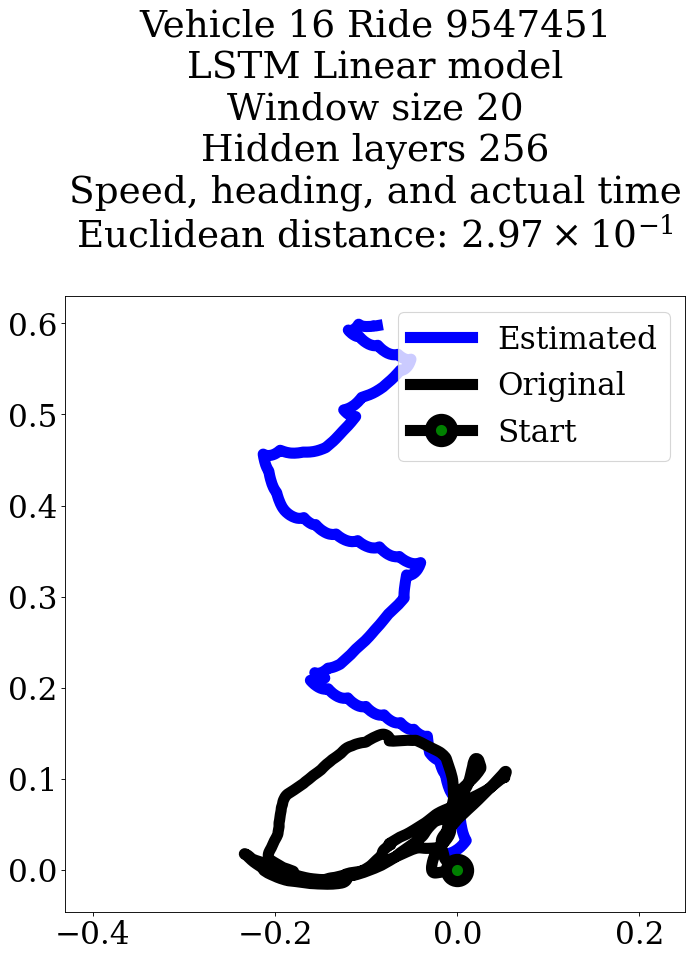 Vehicle 16 Ride 9547451
LSTM Linear model
Window size 20
Hidden layers 256
Speed, heading, and actual time
Euclidean distance: 2.97 × 10⁻¹
0.6
0.5
0.4
0.3
0.2
0.1
0.0
−0.4
−0.2
0.0
0.2
Estimated
Original
Start